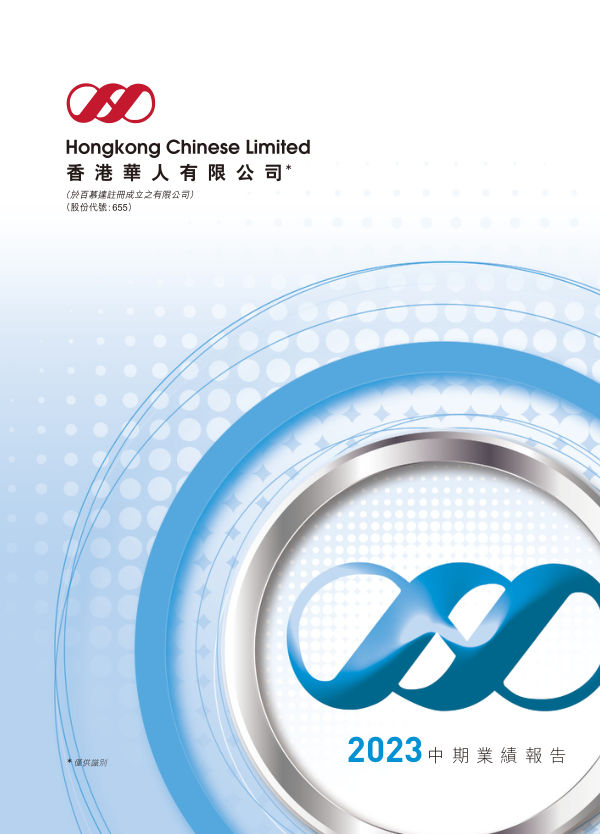 Hongkong Chinese Limited
香港華人有限公司*
（於百慕達註冊成立之有限公司）
（股份代號：655）
2023 中期業績報告
* 僅供識別